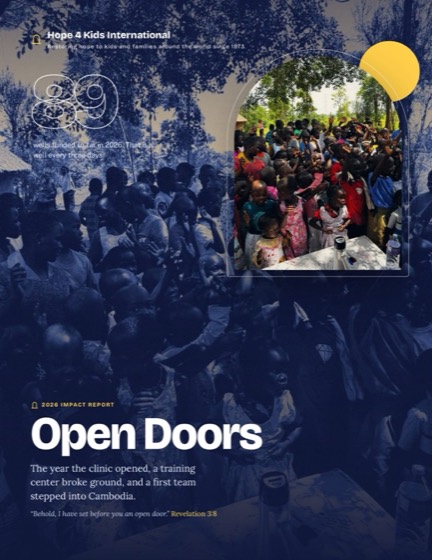 Hope 4 Kids International
hope to kids and families around the world since 1973.
89
wells funded so far in 2026. That is a
well every three days.
2026 IMPACT REPORT
Open Doors
The year the clinic opened, a training
center broke ground, and a first team
stepped into Cambodia.
"Behold, I have set before you an open door." Revelation 3:8